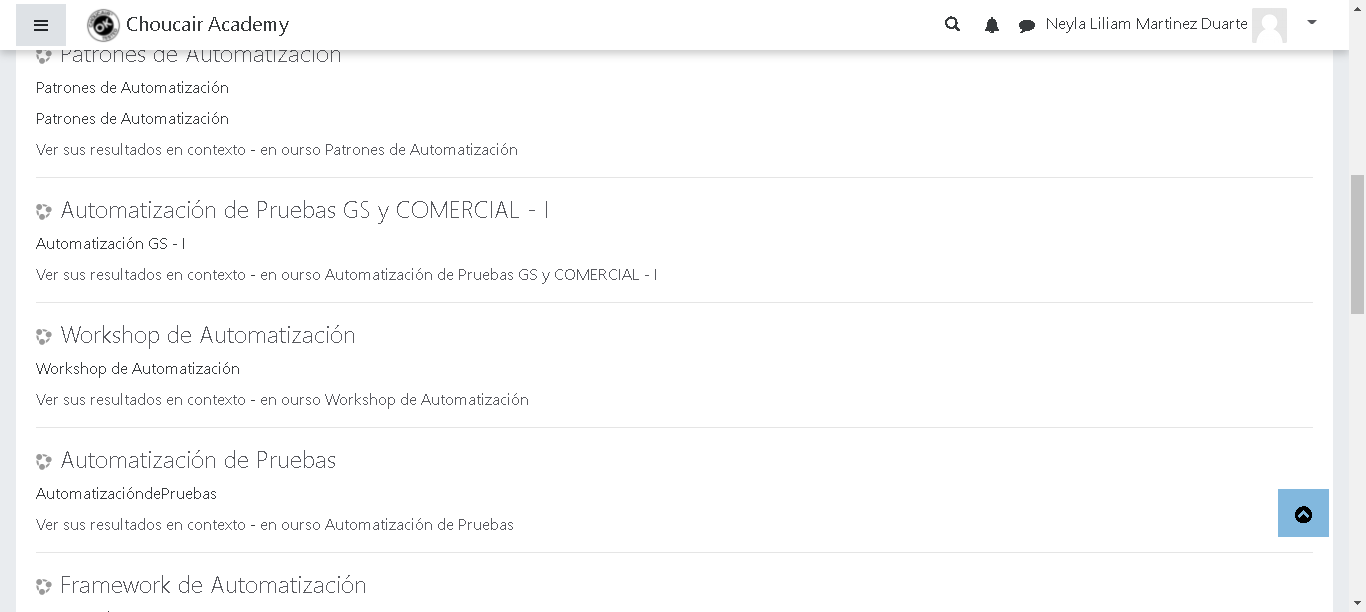 Choucair Academy
Neyla Liliam Martinez Duarte
Patrones de Automatización
Patrones de Automatización
Patrones de Automatización
Ver sus resultados en contexto - en ourso Patrones de Automatización
Automatización de Pruebas GS y COMERCIAL - I
Automatización GS - I
Ver sus resultados en contexto - en ourso Automatización de Pruebas GS y COMERCIAL - I
Workshop de Automatización
Workshop de Automatización
Ver sus resultados en contexto - en ourso Workshop de Automatización
Automatización de Pruebas
AutomatizacióndePruebas
Ver sus resultados en contexto - en ourso Automatización de Pruebas
Framework de Automatización